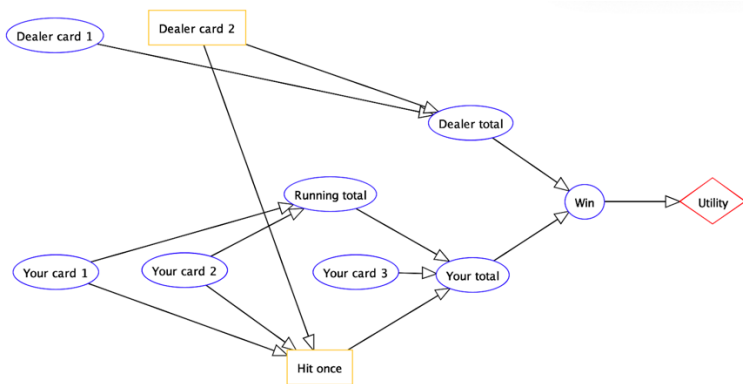 Dealer card 1
Dealer card 2
Dealer total
Running total
Win
Utility
Your card 1
Your card 2
Your card 3
Your total
Hit once